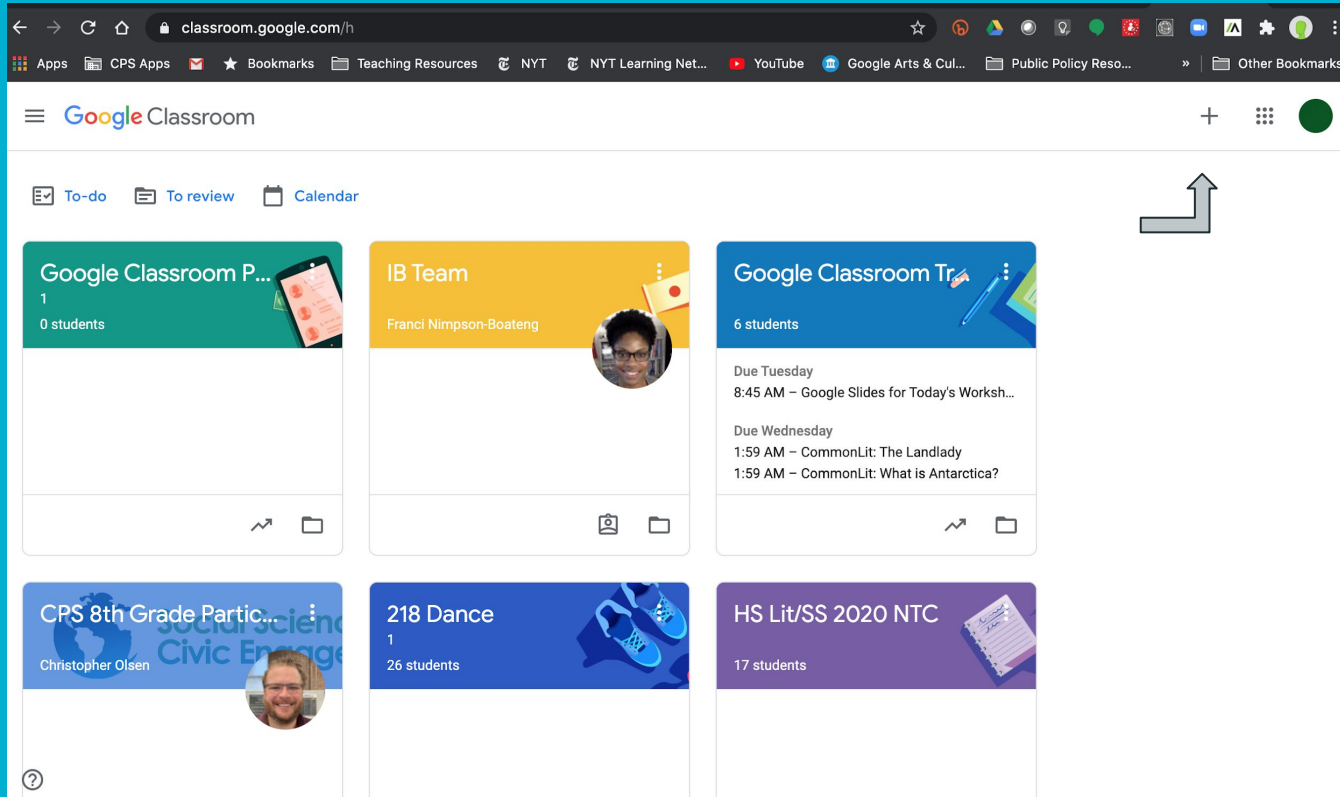 classroom.google.com/h
Apps CPS Apps Bookmarks Teaching Resources NYT NYT Learning Net... YouTube Google Arts & Cul... Public Policy Reso... » Other Bookmarks
Google Classroom
To-do To review Calendar
Google Classroom P...
1
0 students
IB Team
Franci Nimpson-Boateng
Google Classroom Tr
6 students
Due Tuesday
8:45 AM – Google Slides for Today's Worksh...
Due Wednesday
1:59 AM – CommonLit: The Landlady
1:59 AM – CommonLit: What is Antarctica?
CPS 8th Grade Partic...
Christopher Olsen
Social Scien
Civic Engage
218 Dance
1
26 students
HS Lit/SS 2020 NTC
17 students